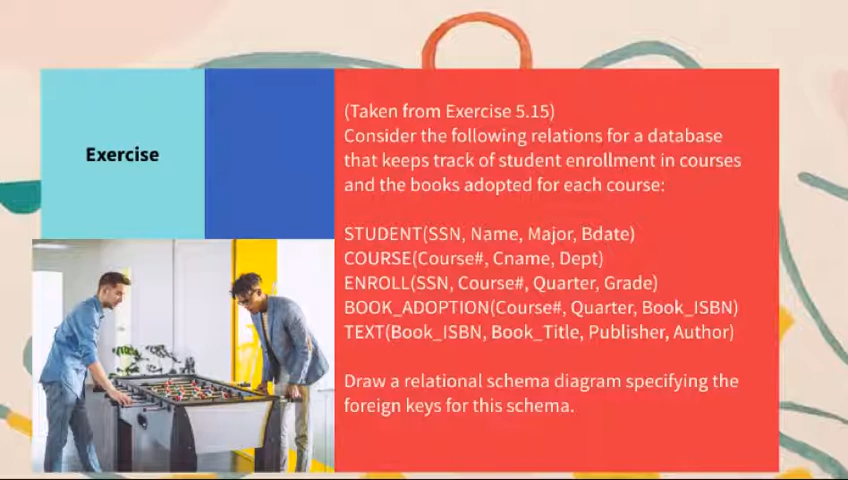 Exercise
(Taken from Exercise 5.15)
Consider the following relations for a database
that keeps track of student enrollment in courses
and the books adopted for each course:
STUDENT(SSN, Name, Major, Bdate)
COURSE(Course#, Cname, Dept)
ENROLL(SSN, Course#, Quarter, Grade)
BOOK_ADOPTION(Course#, Quarter, Book_ISBN)
TEXT(Book_ISBN, Book_Title, Publisher, Author)
Draw a relational schema diagram specifying the
foreign keys for this schema.